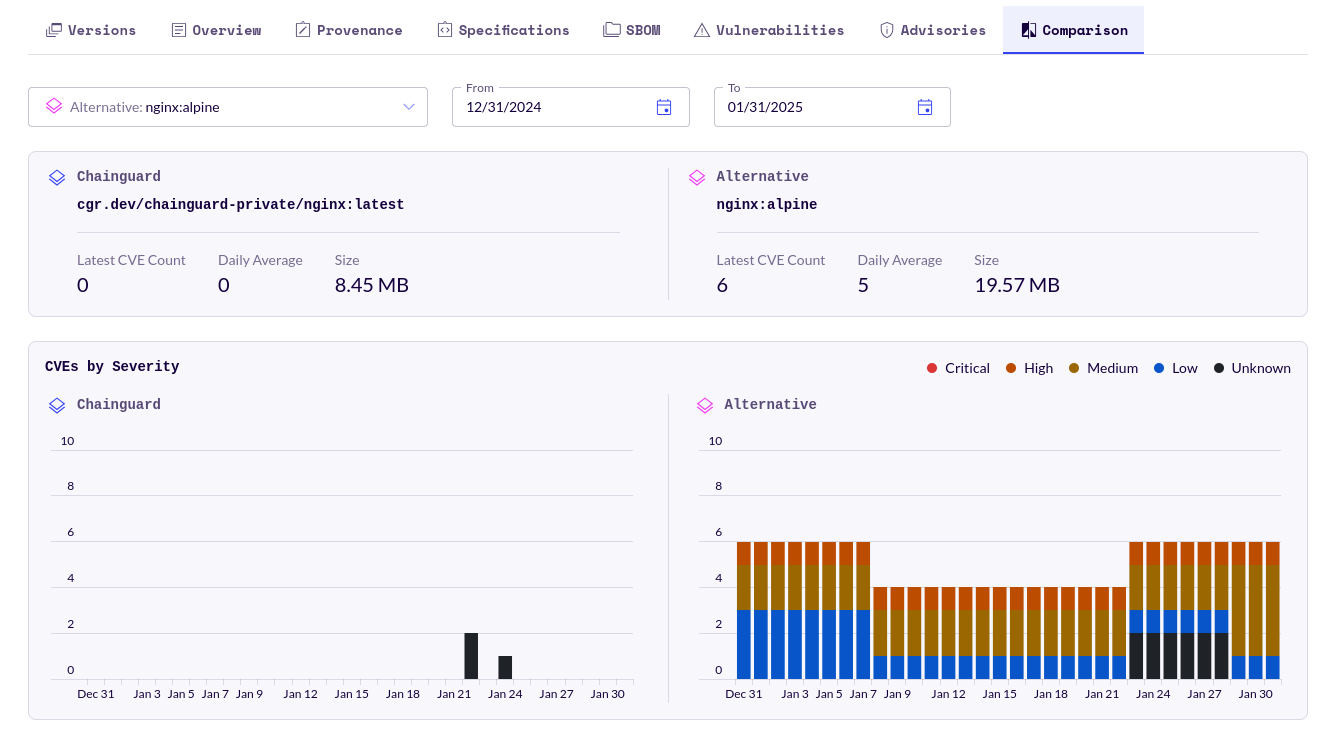 Versions Overview Provenance Specifications SBOM Vulnerabilities Advisories Comparison
From To
Alternative: nginx:alpine 12/31/2024 01/31/2025
Chainguard
cgr.dev/chainguard-private/nginx:latest
Latest CVE Count Daily Average Size
0 0 8.45 MB
Alternative
nginx:alpine
Latest CVE Count Daily Average Size
6 5 19.57 MB
CVEs by Severity
Critical High Medium Low Unknown
Chainguard
10
8
6
4
2
0
Dec 31 Jan 3 Jan 5 Jan 7 Jan 9 Jan 12 Jan 15 Jan 18 Jan 21 Jan 24 Jan 27 Jan 30
Alternative
10
8
6
4
2
0
Dec 31 Jan 3 Jan 5 Jan 7 Jan 9 Jan 12 Jan 15 Jan 18 Jan 21 Jan 24 Jan 27 Jan 30